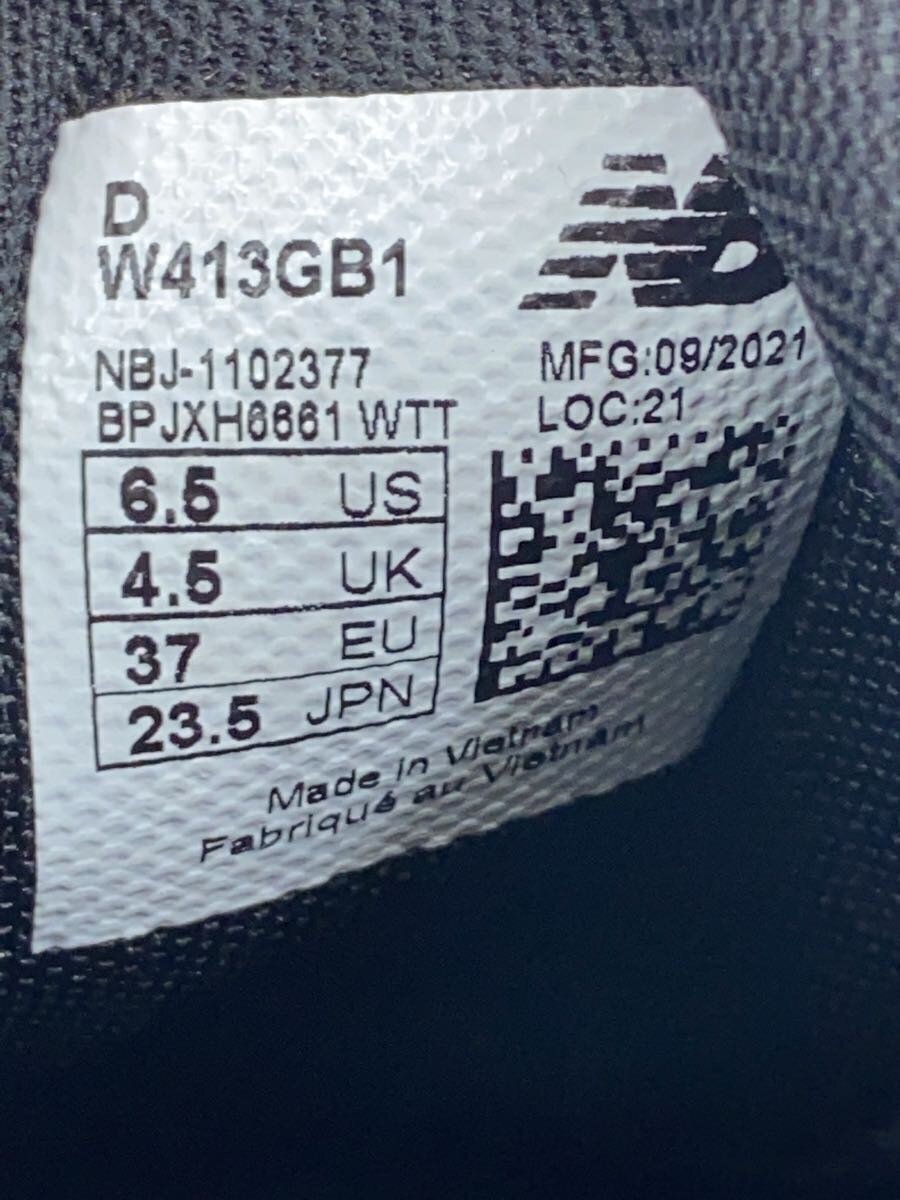 D
W413GB1
NBJ-1102377
BPJXH6661 WTT
MFG:09/2021
LOC:21
6.5 US
4.5 UK
37 EU
23.5 JPN
Made in Vietnam
Fabriqué au Vietnam